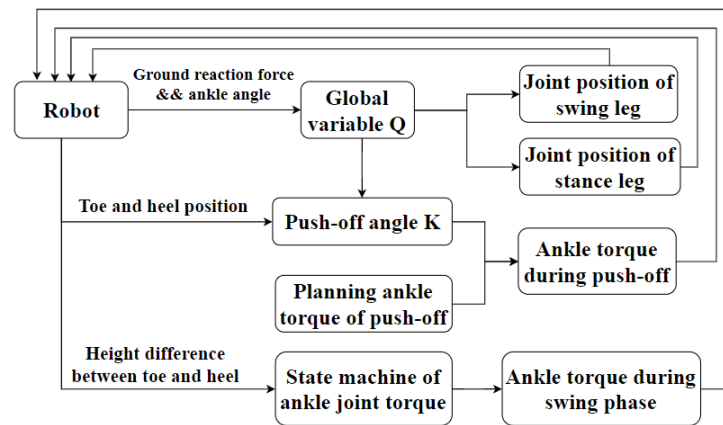 Ground reaction force
&& ankle angle
Robot
Global
variable Q
Joint position of
swing leg
Joint position of
stance leg
Toe and heel position
Push-off angle K
Ankle torque
during push-off
Planning ankle
torque of push-off
Height difference
between toe and heel
State machine of
ankle joint torque
Ankle torque during
swing phase